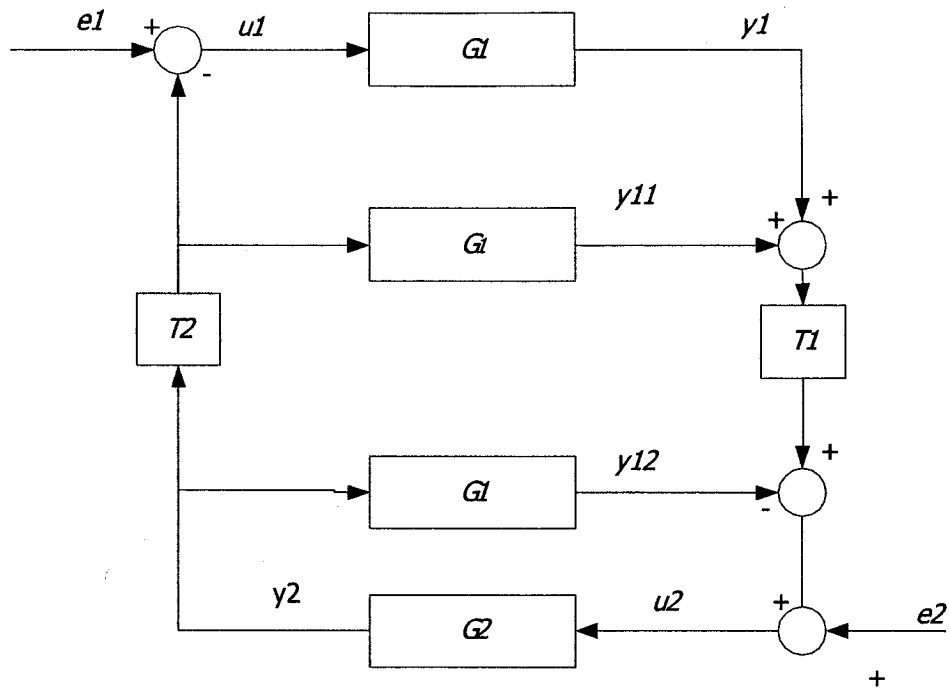 e1
+
u1
-
G1
y1
+
+
y11
G1
T2
T1
+
y12
G1
-
y2
G2
u2
+
e2
+